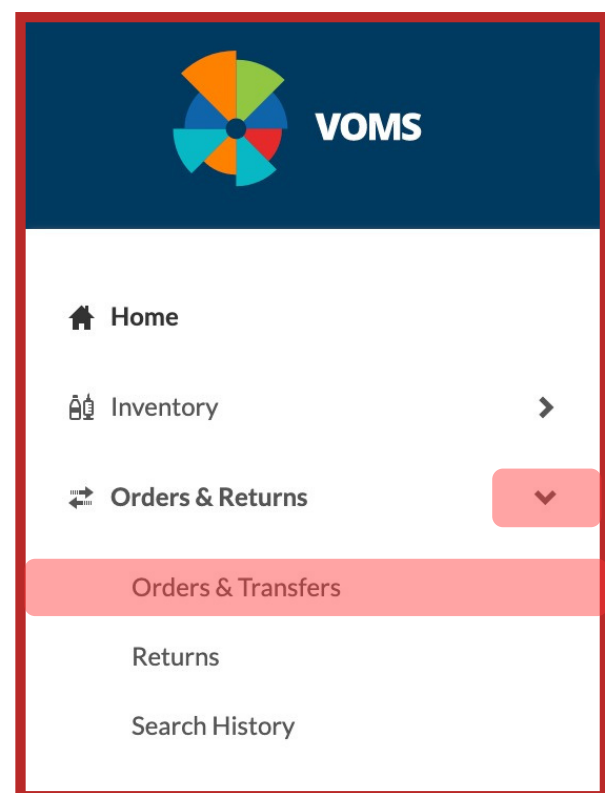 VOMS
Home
Inventory
Orders & Returns
Orders & Transfers
Returns
Search History